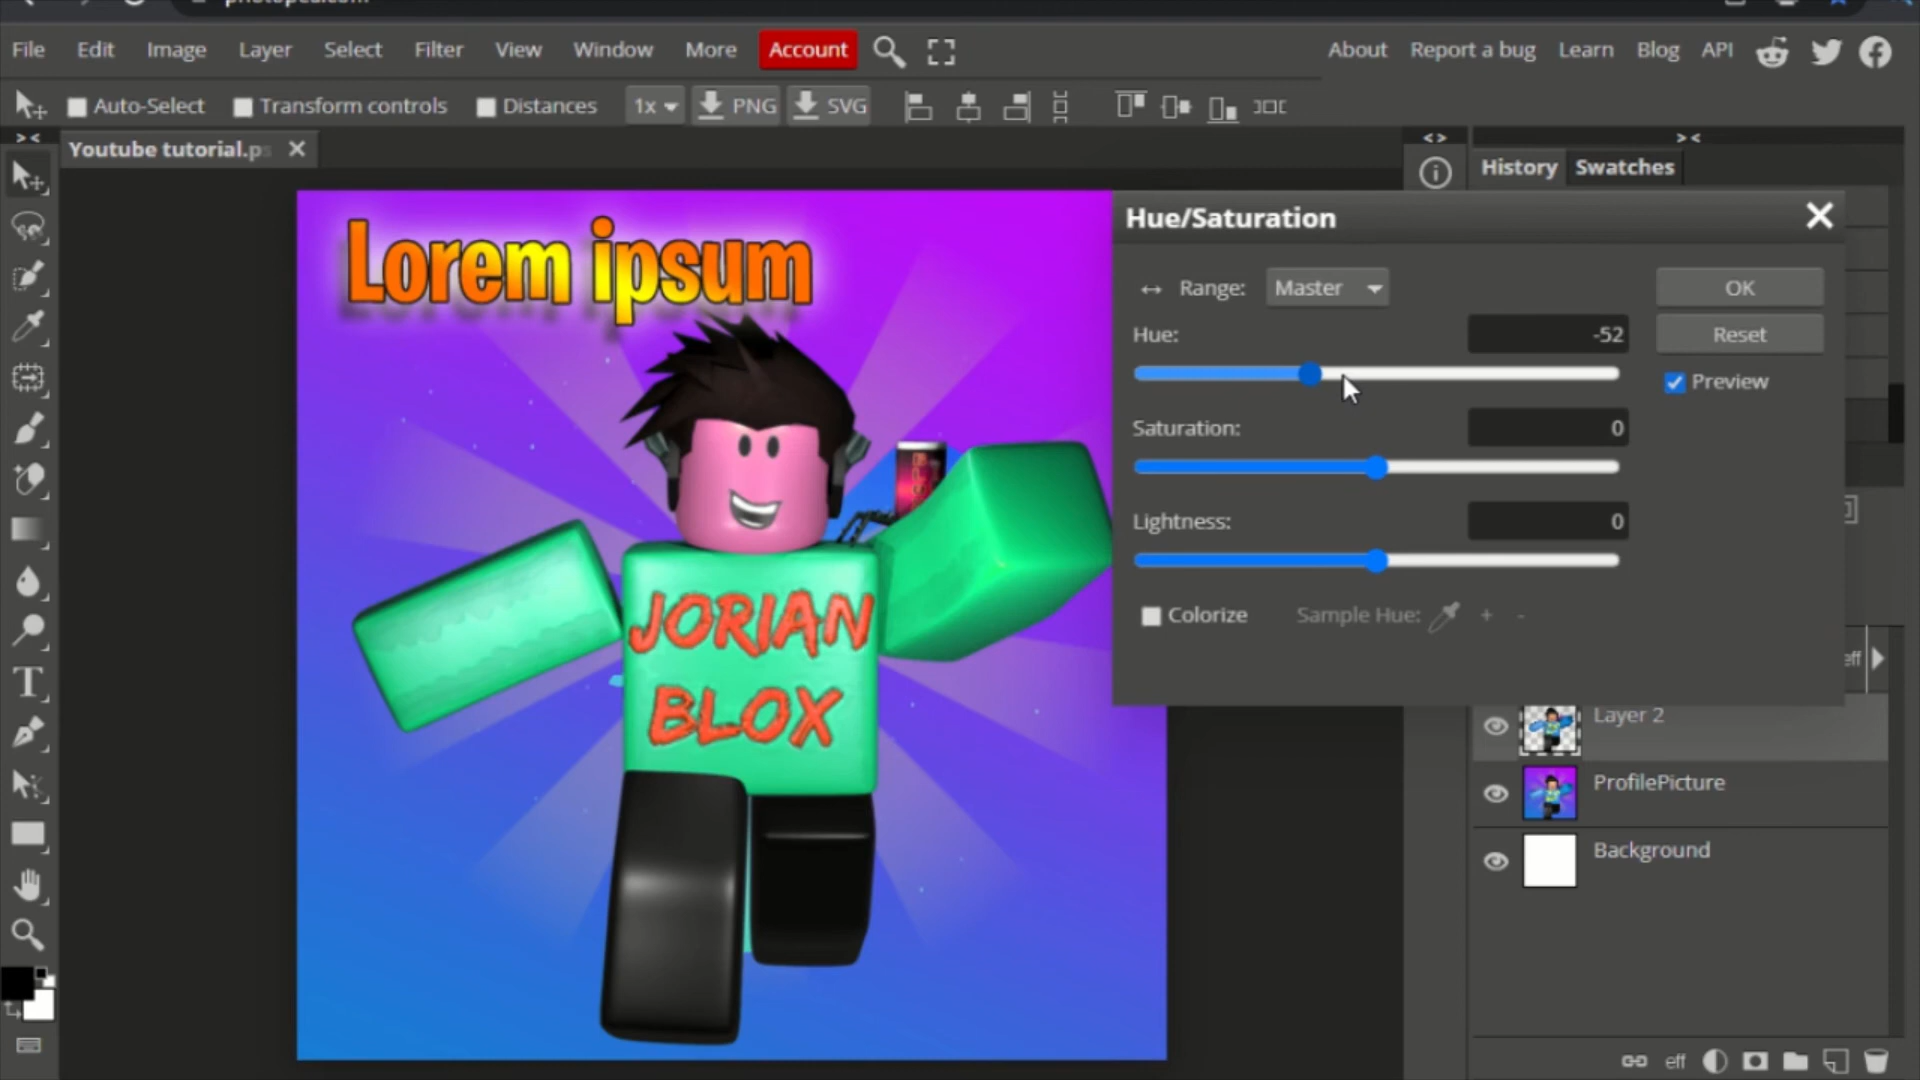 File Edit Image Layer Select Filter View Window More Account About Report a bug Learn Blog API
Auto-Select Transform controls Distances 1x PNG SVG
Youtube tutorial.ps
History Swatches
Lorem ipsum
JORIAN
BLOX
Hue/Saturation
Range: Master OK
Hue: -52 Reset
Preview
Saturation: 0
Lightness: 0
Colorize Sample Hue: + -
eff
Layer 2
ProfilePicture
Background
eff